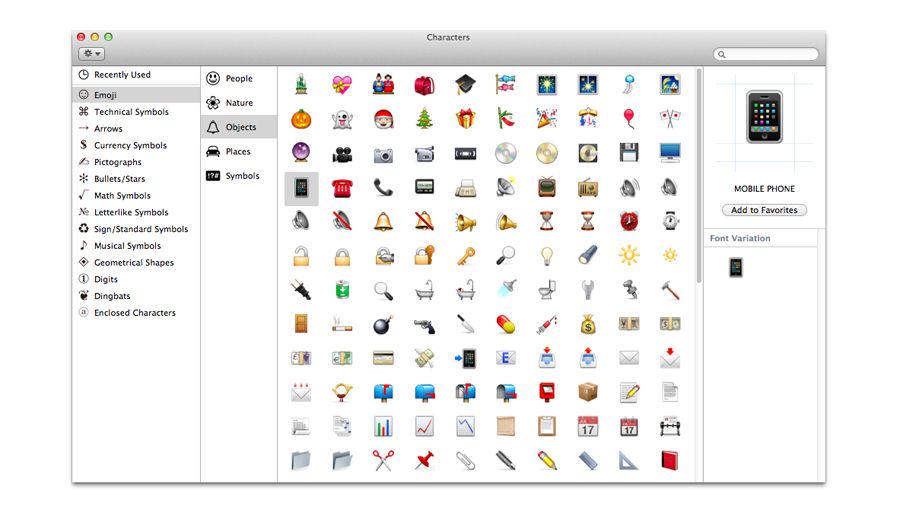 Characters
Recently Used
Emoji
Technical Symbols
Arrows
Currency Symbols
Pictographs
Bullets/Stars
Math Symbols
Letterlike Symbols
Sign/Standard Symbols
Musical Symbols
Geometrical Shapes
Digits
Dingbats
Enclosed Characters
People
Nature
Objects
Places
Symbols
E
17
17
MOBILE PHONE
Add to Favorites
Font Variation